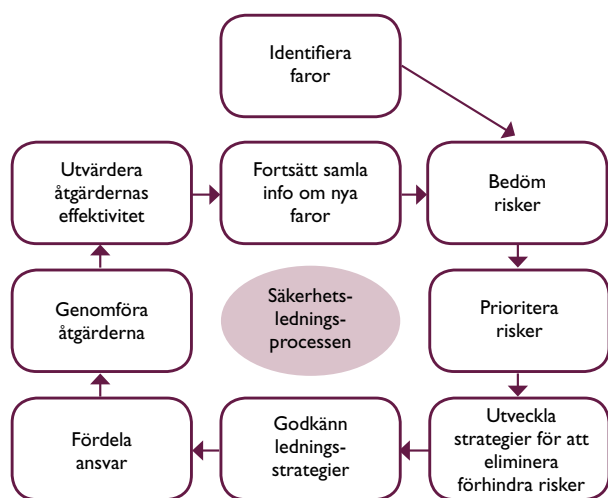 Identifiera
faror
Utvärdera
åtgärdernas
effektivitet
Fortsätt samla
info om nya
faror
Bedöm
risker
Genomföra
åtgärderna
Säkerhets-
lednings-
processen
Prioritera
risker
Fördela
ansvar
Godkänn
lednings-
strategier
Utveckla
strategier för att
eliminera
förhindra risker